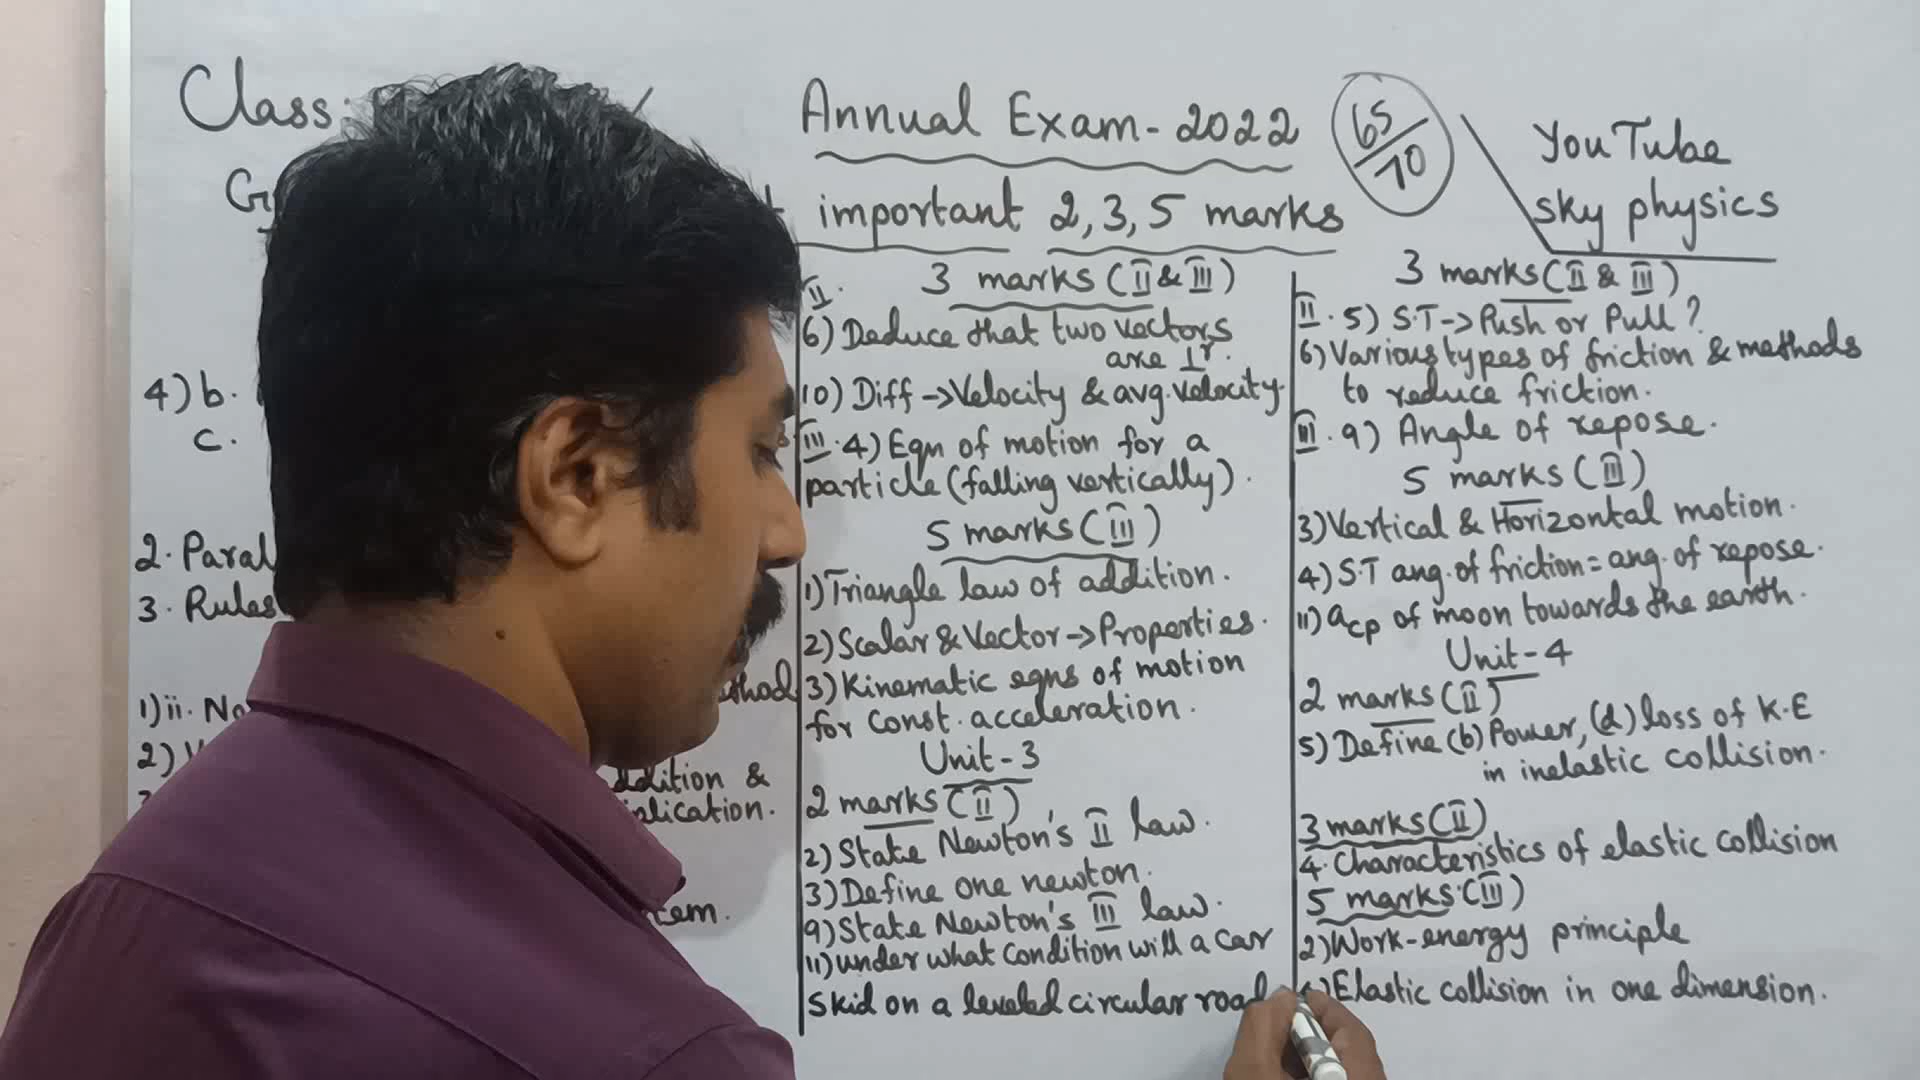 Class:
Annual Exam-2022
65/70
YouTube
sky physics
important 2,3,5 marks
4) b.
c.
2. Paral
3. Rules
1) ii. No
2)
ddition &
plication.
tem.
II. 3 marks (II & III)
6) Deduce that two vectors
are ⊥r.
10) Diff → Velocity & avg. velocity.
III. 4) Eqn of motion for a
particle (falling vertically).
5 marks (III)
1) Triangle law of addition.
2) Scalar & Vector → Properties.
3) Kinematic eqns of motion
for const. acceleration.
Unit-3
2 marks (II)
2) State Newton's II law.
3) Define one newton.
9) State Newton's III law.
11) under what condition will a car
skid on a leveled circular road
3 marks (II & III)
II. 5) S.T → Push or Pull?
6) Various types of friction & methods
to reduce friction.
III. 9) Angle of repose.
5 marks (III)
3) Vertical & Horizontal motion.
4) S.T ang. of friction = ang. of repose.
11) acp of moon towards the earth.
Unit-4
2 marks (II)
5) Define (b) Power, (d) loss of K.E
in inelastic collision.
3 marks (II)
4. Characteristics of elastic collision
5 marks (III)
2) Work-energy principle
) Elastic collision in one dimension.